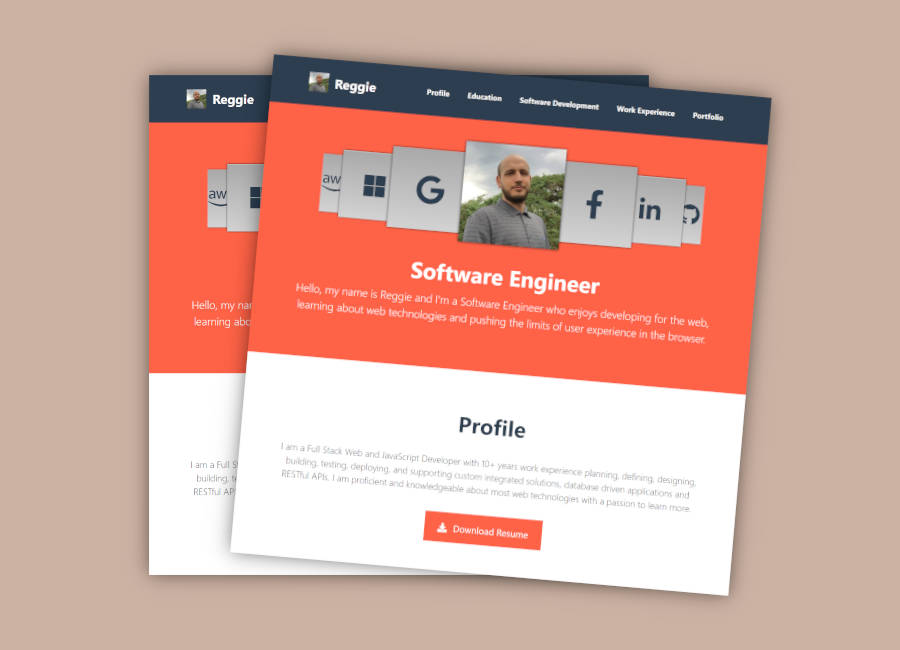 Reggie
Hello, my nam
learning abo
I am a Full S
building, te
RESTful AP
aw
Reggie
Profile Education Software Development Work Experience Portfolio
aw G f in
Software Engineer
Hello, my name is Reggie and I'm a Software Engineer who enjoys developing for the web,
learning about web technologies and pushing the limits of user experience in the browser.
Profile
I am a Full Stack Web and JavaScript Developer with 10+ years work experience planning, defining, designing,
building, testing, deploying, and supporting custom integrated solutions, database driven applications and
RESTful APIs. I am proficient and knowledgeable about most web technologies with a passion to learn more.
Download Resume